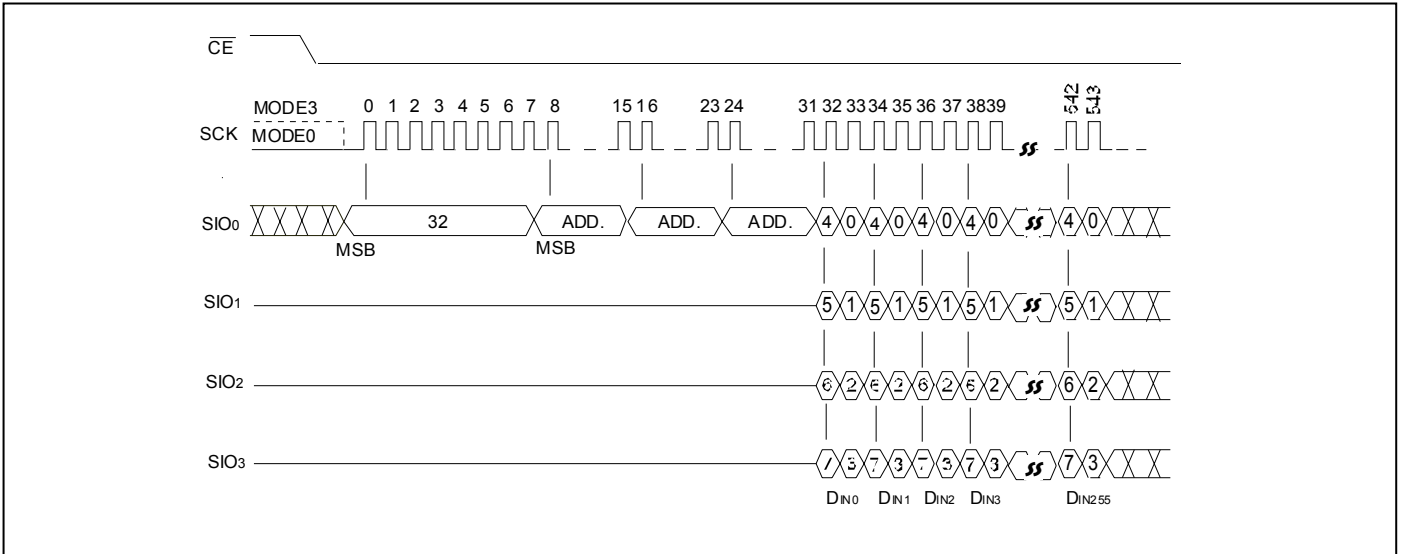 CE
MODE3 0 1 2 3 4 5 6 7 8 15 16 23 24 31 32 33 34 35 36 37 38 39 542 543
SCK MODE0
SIO0 32 ADD. ADD. ADD. 4 0 4 0 4 0 4 0 SS 4 0
MSB MSB
SIO1 5 1 5 1 5 1 5 1 SS 5 1
SIO2 6 2 6 2 6 2 6 2 SS 6 2
SIO3 7 3 7 3 7 3 7 3 SS 7 3
DIN0 DIN1 DIN2 DIN3 DIN255